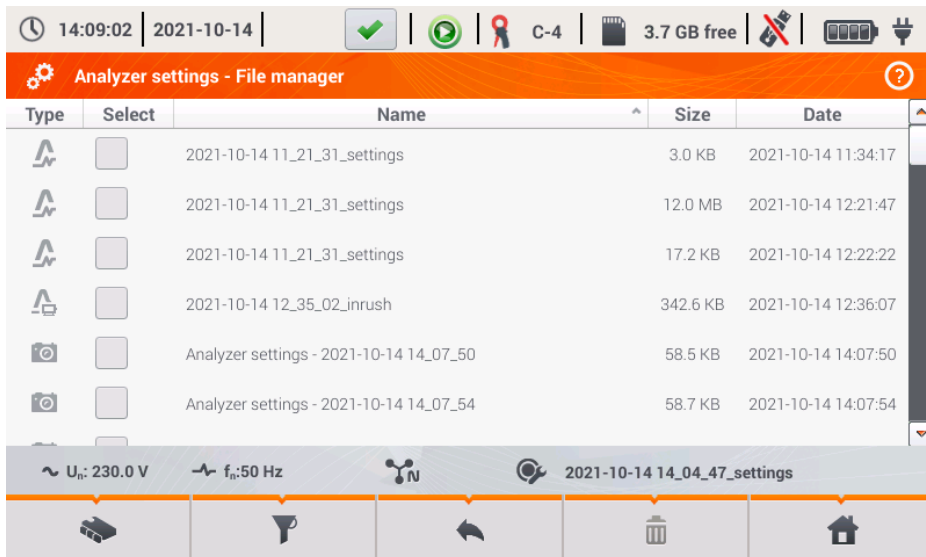 14:09:02 2021-10-14 C-4 3.7 GB free
Analyzer settings - File manager ?
Type Select Name Size Date
2021-10-14 11_21_31_settings 3.0 KB 2021-10-14 11:34:17
2021-10-14 11_21_31_settings 12.0 MB 2021-10-14 12:21:47
2021-10-14 11_21_31_settings 17.2 KB 2021-10-14 12:22:22
2021-10-14 12_35_02_inrush 342.6 KB 2021-10-14 12:36:07
Analyzer settings - 2021-10-14 14_07_50 58.5 KB 2021-10-14 14:07:50
Analyzer settings - 2021-10-14 14_07_54 58.7 KB 2021-10-14 14:07:54
Un: 230.0 V fn:50 Hz N 2021-10-14 14_04_47_settings